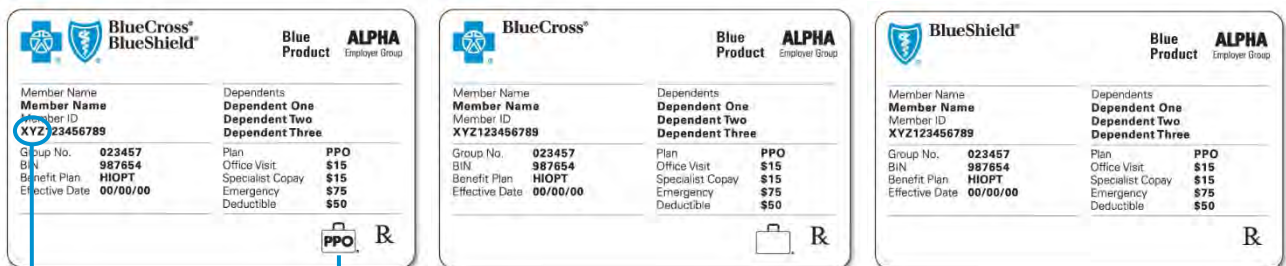 BlueCross®
BlueShield®
Blue
Product
ALPHA
Employer Group
Member Name
Member Name
Member ID
XYZ123456789
Dependents
Dependent One
Dependent Two
Dependent Three
Group No. 023457
BIN 987654
Benefit Plan HIOPT
Effective Date 00/00/00
Plan PPO
Office Visit $15
Specialist Copay $15
Emergency $75
Deductible $50
PPO ℞
BlueCross®
Blue
Product
ALPHA
Employer Group
Member Name
Member Name
Member ID
XYZ123456789
Dependents
Dependent One
Dependent Two
Dependent Three
Group No. 023457
BIN 987654
Benefit Plan HIOPT
Effective Date 00/00/00
Plan PPO
Office Visit $15
Specialist Copay $15
Emergency $75
Deductible $50
℞
BlueShield®
Blue
Product
ALPHA
Employer Group
Member Name
Member Name
Member ID
XYZ123456789
Dependents
Dependent One
Dependent Two
Dependent Three
Group No. 023457
BIN 987654
Benefit Plan HIOPT
Effective Date 00/00/00
Plan PPO
Office Visit $15
Specialist Copay $15
Emergency $75
Deductible $50
℞